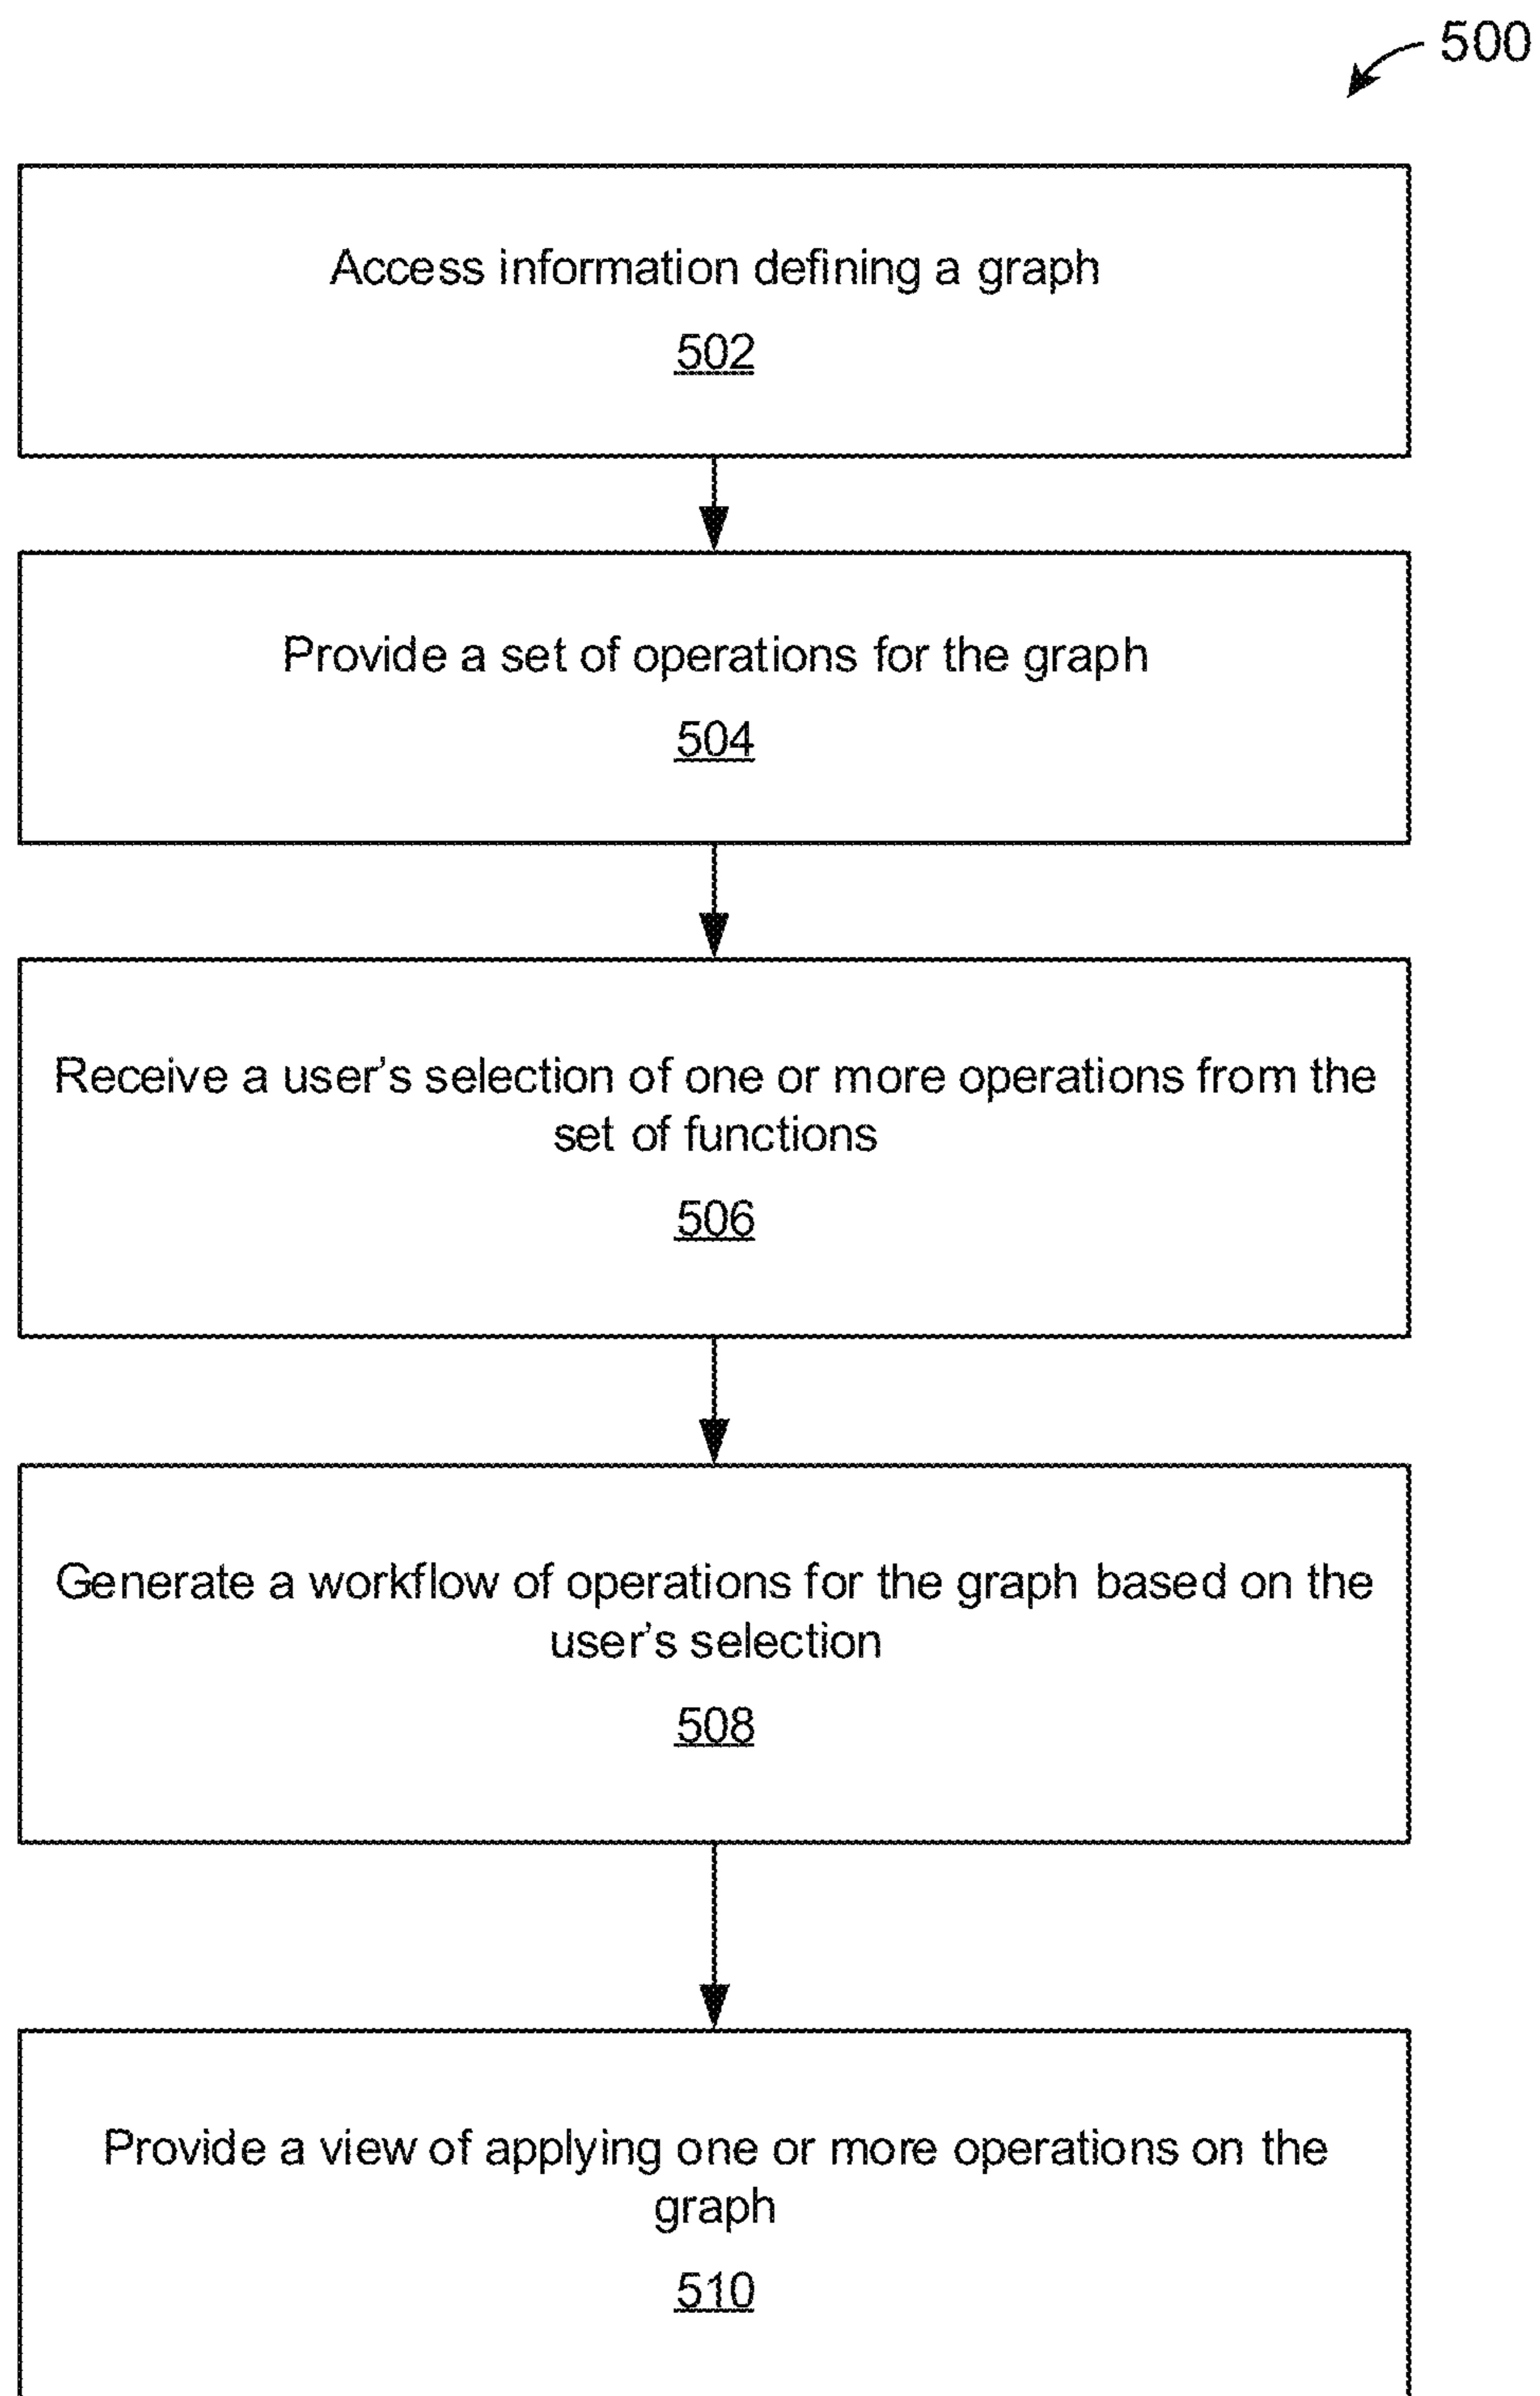 500
Access information defining a graph
502
Provide a set of operations for the graph
504
Receive a user's selection of one or more operations from the
set of functions
506
Generate a workflow of operations for the graph based on the
user's selection
508
Provide a view of applying one or more operations on the
graph
510